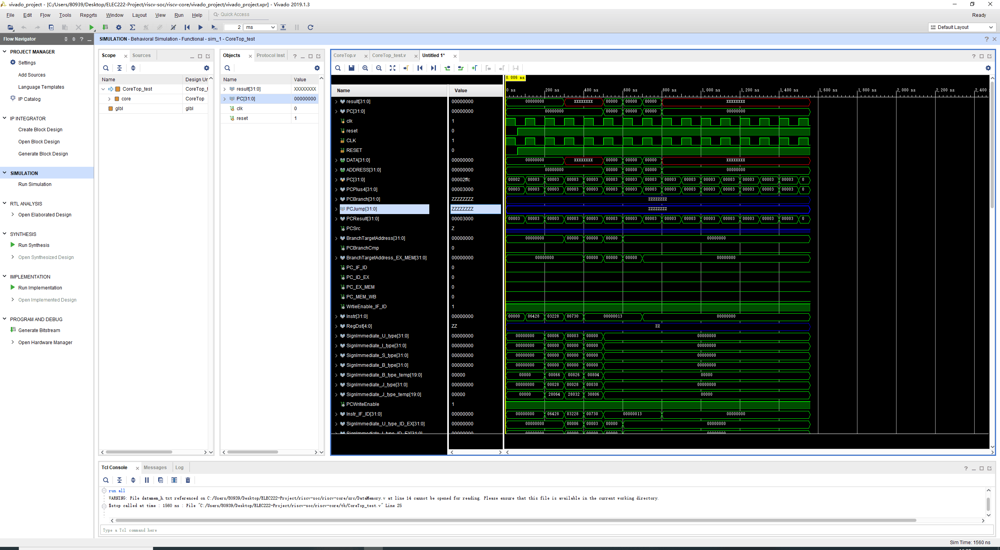 vivado_project - [C:/Users/80939/Desktop/ELEC222-Project/riscv-soc/riscv-core/vivado_project/vivado_project.xpr] - Vivado 2019.1.3
File Edit Flow Tools Reports Window Layout View Run Help Quick Access
Ready
2 ms
Default Layout
Flow Navigator
SIMULATION - Behavioral Simulation - Functional - sim_1 - CoreTop_test
PROJECT MANAGER
Settings
Add Sources
Language Templates
IP Catalog
IP INTEGRATOR
Create Block Design
Open Block Design
Generate Block Design
SIMULATION
Run Simulation
RTL ANALYSIS
Open Elaborated Design
SYNTHESIS
Run Synthesis
Open Synthesized Design
IMPLEMENTATION
Run Implementation
Open Implemented Design
PROGRAM AND DEBUG
Generate Bitstream
Open Hardware Manager
Scope Sources
Name Design Ur
CoreTop_test CoreTop_t
core CoreTop
glbl glbl
Objects Protocol Inst
Name Value
result[31:0] XXXXXXXX
PC[31:0] 00000000
clk 0
reset 1
CoreTop.v CoreTop_test.v Untitled 1*
0.006 ns
0 ns 200 ns 400 ns 600 ns 800 ns 1,000 ns 1,200 ns 1,400 ns 1,600 ns 1,800 ns 2,000 ns 2,200 ns 2,400
Name Value
result[31:0] 00000000 00000000 XXXXXXXX 00000 00000 00000 XXXXXXXX
PC[31:0] 00000000 00000000 00000 00000 00000 00000000
clk 1
reset 0
CLK 1
RESET 0
DATA[31:0] 00000000 00000000 XXXXXXXX 00000 00000 00000 XXXXXXXX
ADDRESS[31:0] 00000000 00000000 00000 00000 00000 00000000
PC[31:0] 00002ffc 00002 00003 00003 00003 00003 00003 00003 00003 00003 00003 00003 00003 00003 00003 00003 0
PCPlus4[31:0] 00003000 00003 00003 00003 00003 00003 00003 00003 00003 00003 00003 00003 00003 00003 00003 00003 0
PCBranch[31:0] ZZZZZZZZ ZZZZZZZZ
PCJump[31:0] ZZZZZZZZ ZZZZZZZZ
PCResult[31:0] 00003000 00003 00003 00003 00003 00003 00003 00003 00003 00003 00003 00003 00003 00003 00003 00003 0
PCSrc Z
BranchTargetAddress[31:0] 00000000 00000000 00000 00000 00000 00000000
PCBranchCmp 0
BranchTargetAddress_EX_MEM[31:0] 00000000 00000000 00000 00000 00000 00000000
PC_IF_ID 0
PC_ID_EX 0
PC_EX_MEM 0
PC_MEM_WB 0
WrtieEnable_IF_ID 1
Instr[31:0] 00000000 00000 06428 03228 00730 00000013 00000000
RegDst[4:0] ZZ ZZ
SignImmediate_U_type[31:0] 00000000 00000000 00006 00003 00000 00000000
SignImmediate_I_type[31:0] 00000000 00000000 00000 00000 00000 00000000
SignImmediate_S_type[31:0] 00000000 00000000 00000 00000 00000 00000000
SignImmediate_B_type[31:0] 00000000 00000000 00000 00000 00000 00000000
SignImmediate_B_type_temp[19:0] 00000 00000 00066 00826 00804 00000
SignImmediate_J_type[31:0] 00000000 00000000 00028 00028 00030 00000000
SignImmediate_J_type_temp[19:0] 00000 00000 28064 28032 30806 00000
PCWriteEnable 1
Instr_IF_ID[31:0] 00000000 00000000 06428 03228 00730 00000013 00000000
SignImmediate_U_type_ID_EX[31:0] 00000000 00000000 00006 00003 00000 00000000
SignImmediate_I_type_ID_EX[31:0] 00000000 00000000 00000 00000 00000 00000000
Tcl Console Messages Log
run all
WARNING: File datamem_h.txt referenced on C:/Users/80939/Desktop/ELEC222-Project/riscv-soc/riscv-core/src/DataMemory.v at line 14 cannot be opened for reading. Please ensure that this file is available in the current working directory.
$stop called at time : 1560 ns : File "C:/Users/80939/Desktop/ELEC222-Project/riscv-soc/riscv-core/tb/CoreTop_test.v" Line 25
Type a Tcl command here
Sim Time: 1560 ns